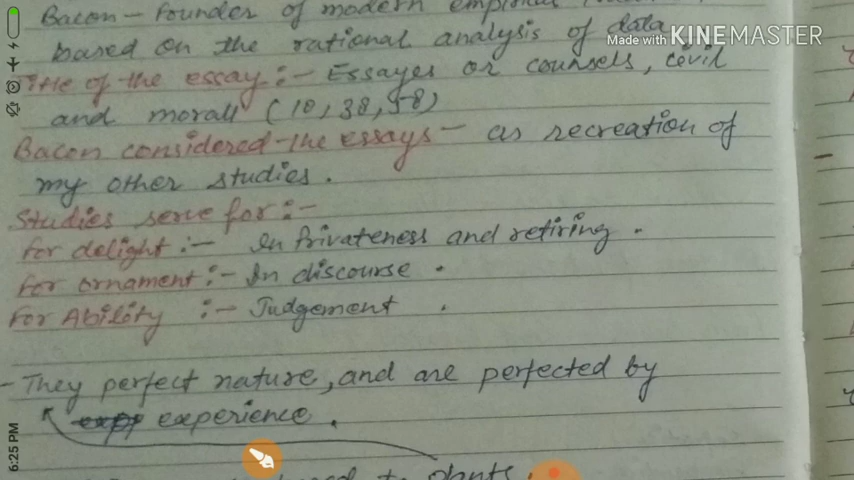 Bacon – Founder of modern
based on the rational analysis of data.
Made with KINEMASTER
Title of the essay :– Essayes or counsels, civil
and morall (10, 38, 58)
Bacon considered the essays – as recreation of
my other studies.
Studies serve for :–
For delight :– In Privateness and retiring.
For ornament :– In discourse.
For Ability :– Judgement.
– They perfect nature, and are perfected by
experience.
to plants.
6:25 PM